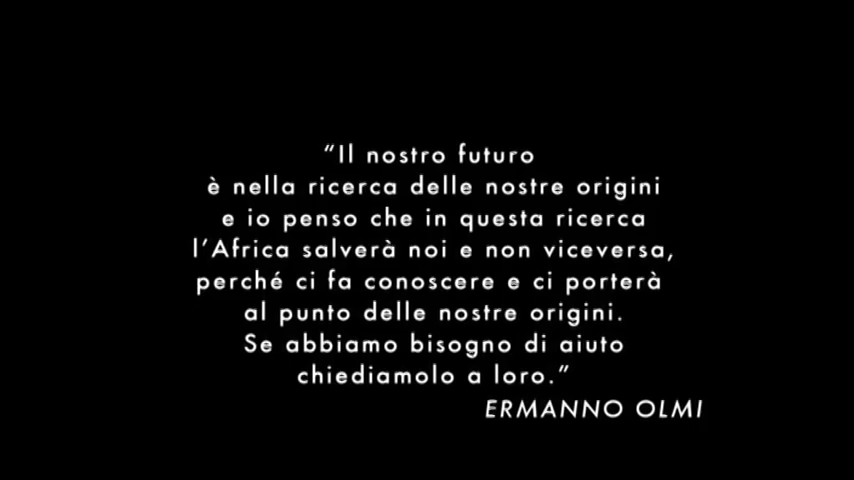 “Il nostro futuro
è nella ricerca delle nostre origini
e io penso che in questa ricerca
l’Africa salverà noi e non viceversa,
perché ci fa conoscere e ci porterà
al punto delle nostre origini.
Se abbiamo bisogno di aiuto
chiediamolo a loro.”
ERMANNO OLMI